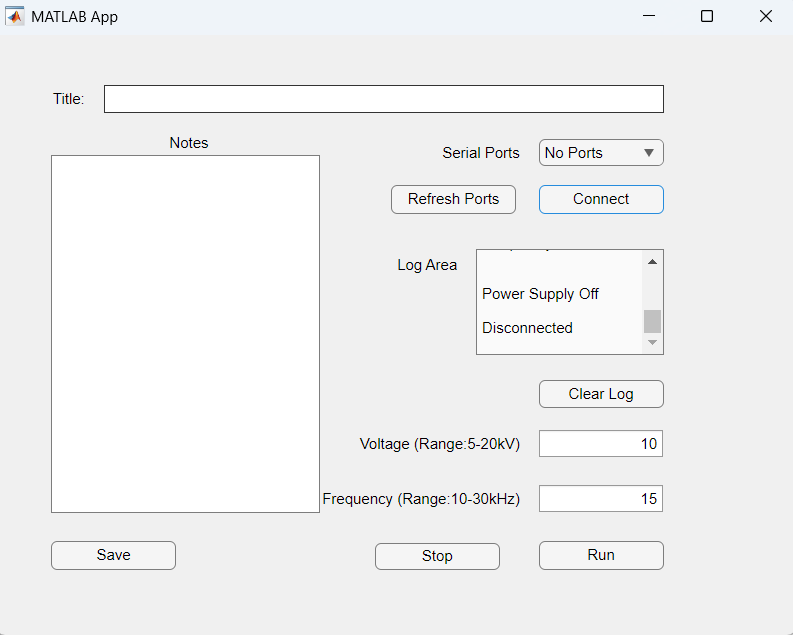 MATLAB App
Title:
Notes
Serial Ports
No Ports
Refresh Ports
Connect
Log Area
Power Supply Off
Disconnected
Clear Log
Voltage (Range:5-20kV)
10
Frequency (Range:10-30kHz)
15
Save
Stop
Run